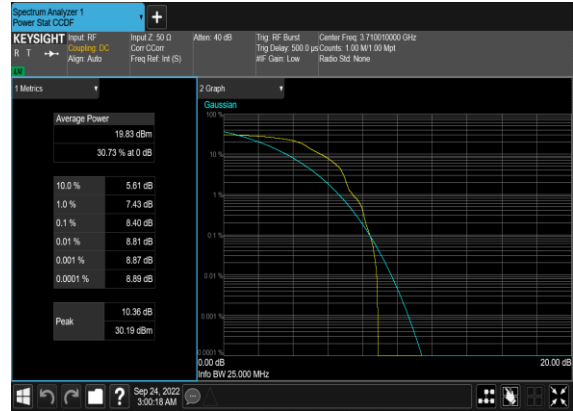 Spectrum Analyzer 1
Power Stat CCDF
KEYSIGHT
R T
LXI
Input: RF
Coupling: DC
Align: Auto
Input Z: 50 Ω
Corr CCorr
Freq Ref: Int (S)
Atten: 40 dB
Trig: RF Burst
Trig Delay: 500.0 µs
#IF Gain: Low
Center Freq: 3.710010000 GHz
Counts: 1.00 M/1.00 Mpt
Radio Std: None
1 Metrics
Average Power
19.83 dBm
30.73 % at 0 dB
10.0 % 5.61 dB
1.0 % 7.43 dB
0.1 % 8.40 dB
0.01 % 8.81 dB
0.001 % 8.87 dB
0.0001 % 8.89 dB
Peak
10.36 dB
30.19 dBm
2 Graph
Gaussian
100 %
10 %
1 %
0.1 %
0.01 %
0.001 %
0.0001 %
0.00 dB
20.00 dB
Info BW 25.000 MHz
?
Sep 24, 2022
3:00:18 AM